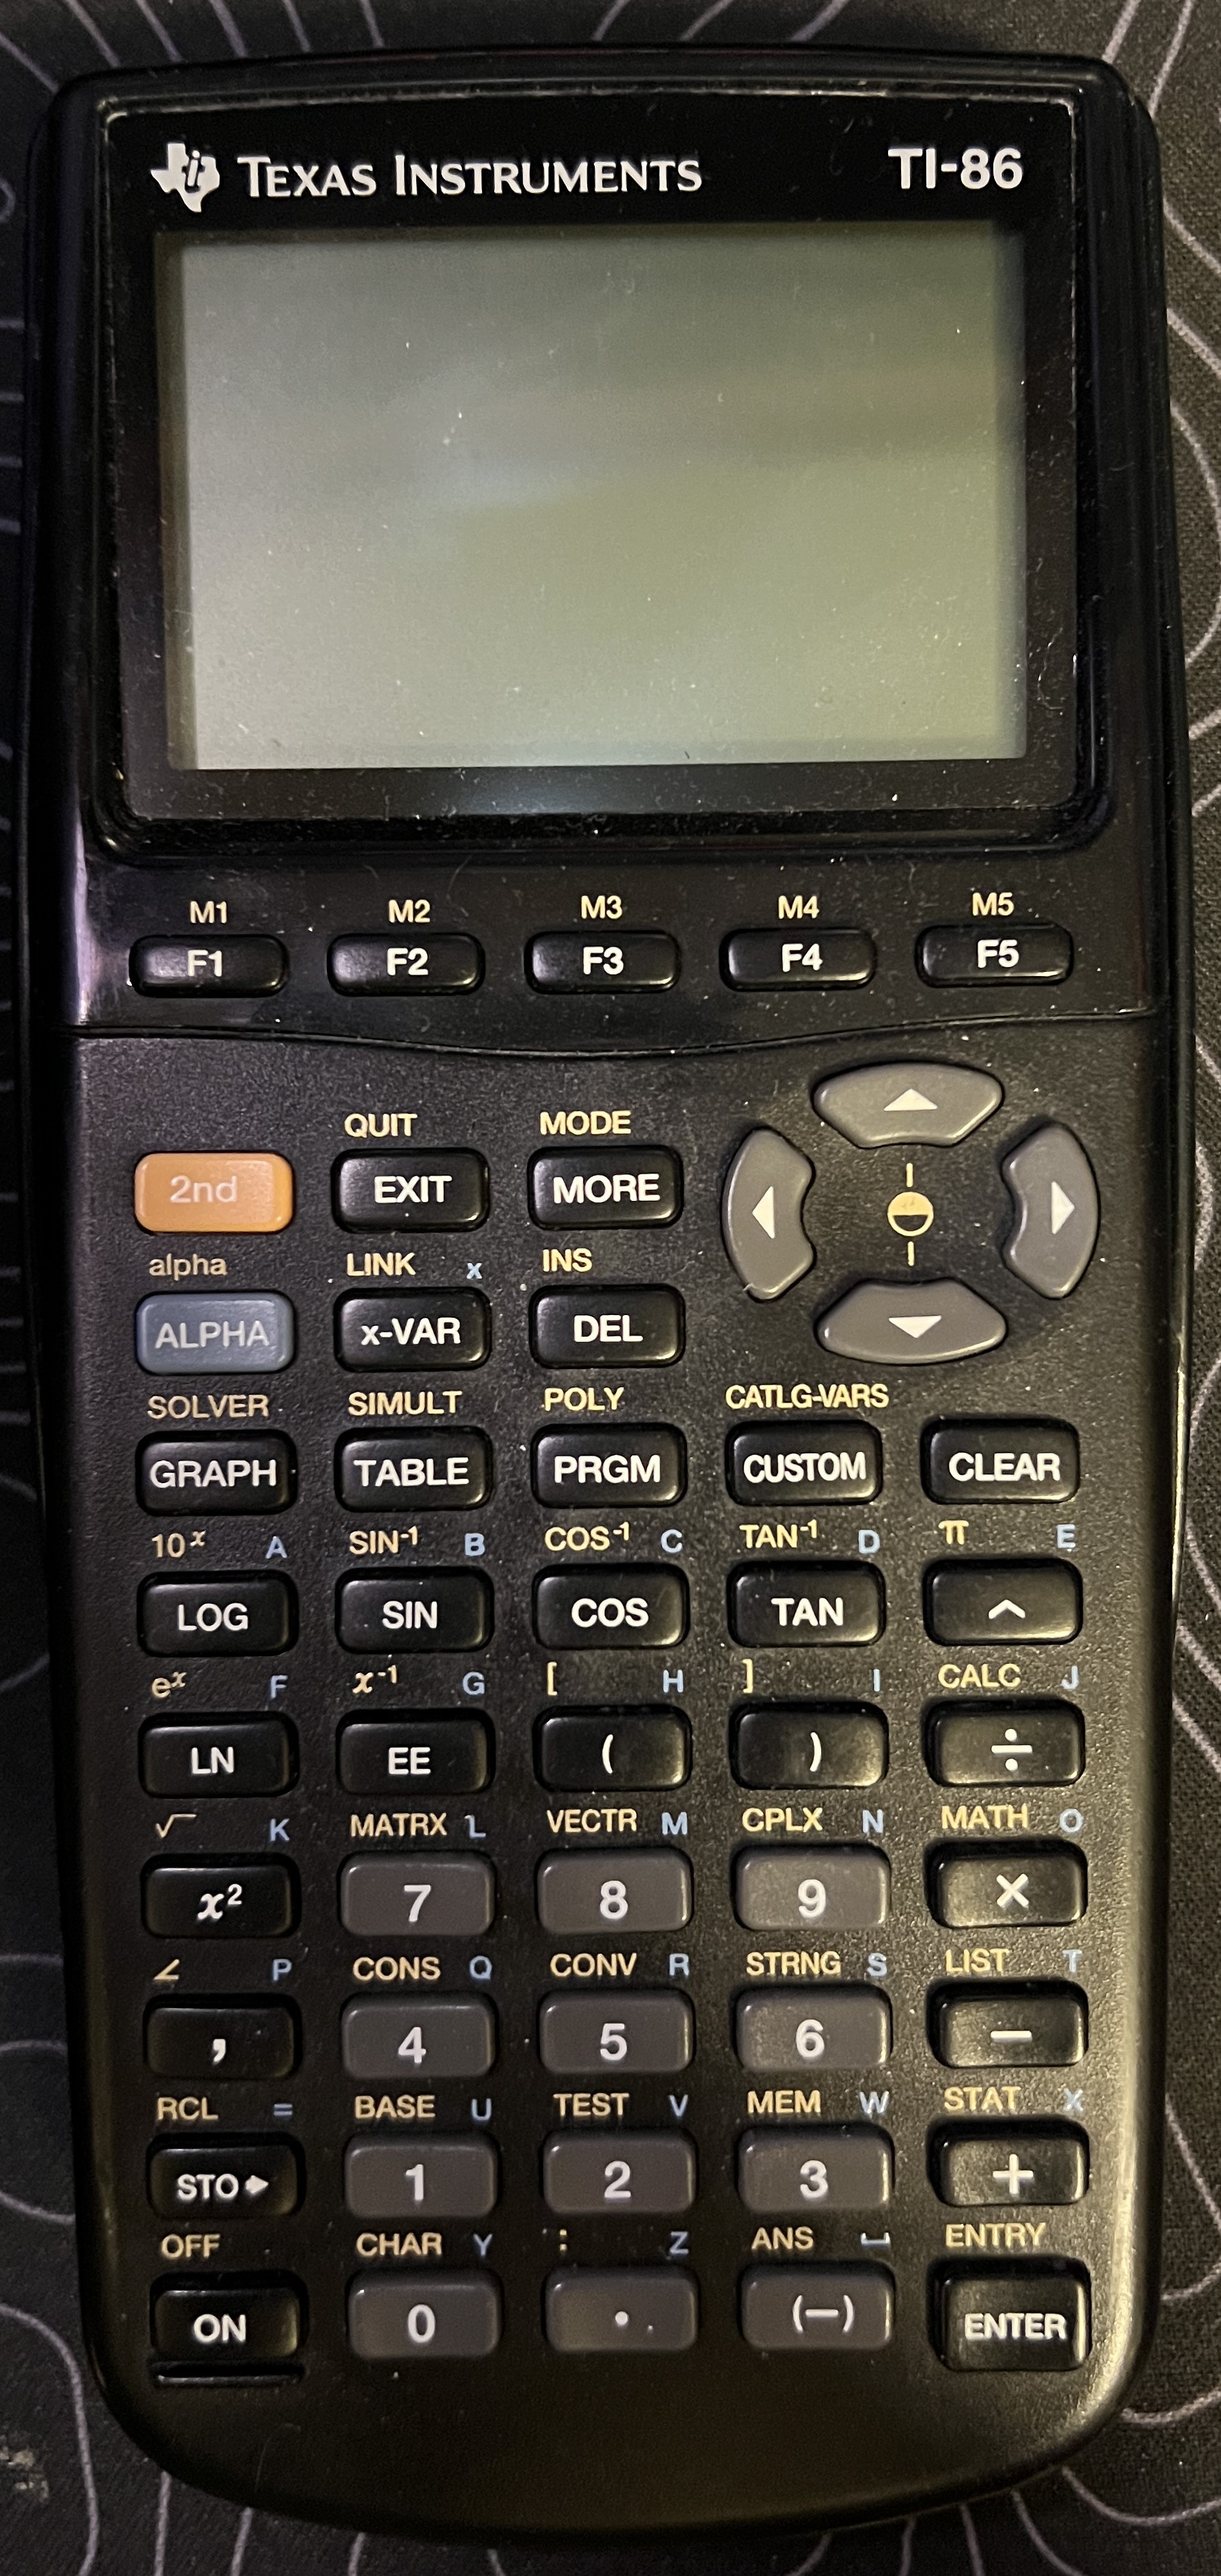 TEXAS INSTRUMENTS TI-86
M1 M2 M3 M4 M5
F1 F2 F3 F4 F5
QUIT MODE
2nd EXIT MORE
alpha LINK x INS
ALPHA x-VAR DEL
SOLVER SIMULT POLY CATLG-VARS
GRAPH TABLE PRGM CUSTOM CLEAR
10ˣ A SIN⁻¹ B COS⁻¹ C TAN⁻¹ D π E
LOG SIN COS TAN ^
eˣ F x⁻¹ G [ H ] I CALC J
LN EE ( ) ÷
√ K MATRX L VECTR M CPLX N MATH O
x² 7 8 9 ×
∠ P CONS Q CONV R STRNG S LIST T
, 4 5 6 −
RCL = BASE U TEST V MEM W STAT X
STO► 1 2 3 +
OFF CHAR Y : Z ANS ⎵ ENTRY
ON 0 . (−) ENTER